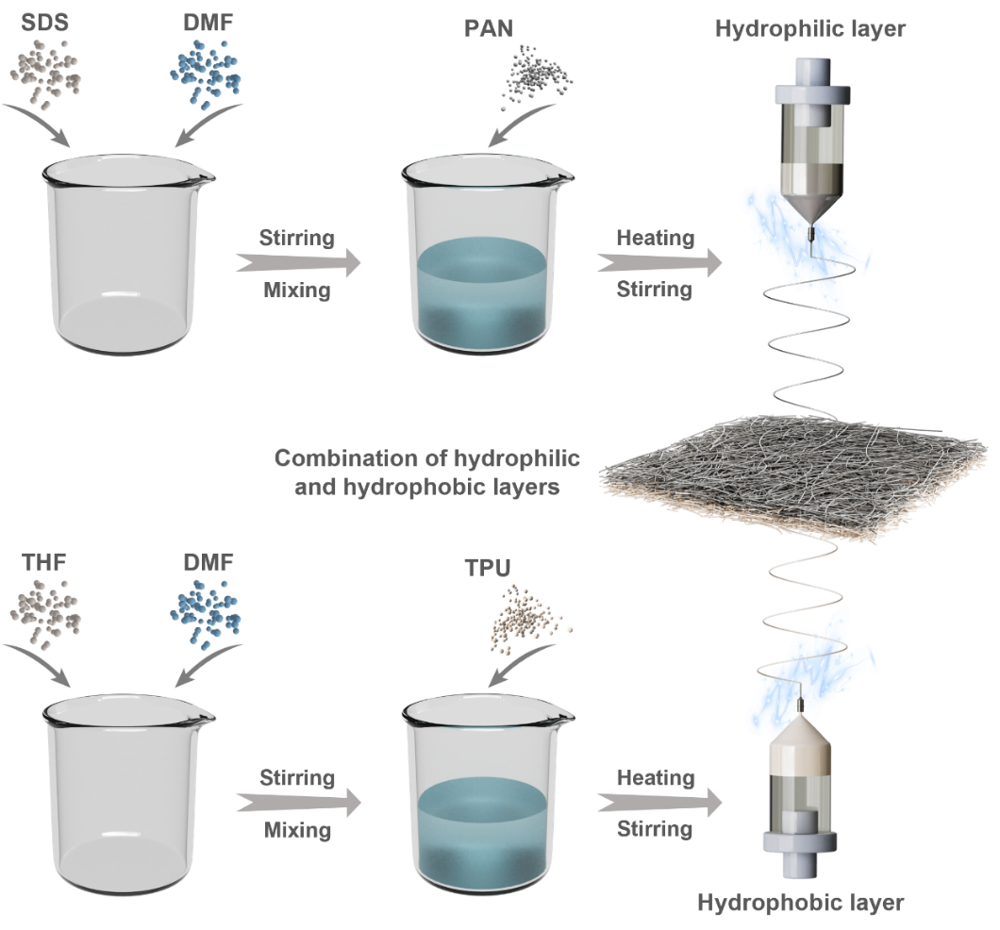 SDS
DMF
PAN
Hydrophilic layer
Stirring
Mixing
Heating
Stirring
Combination of hydrophilic
and hydrophobic layers
THF
DMF
TPU
Stirring
Mixing
Heating
Stirring
Hydrophobic layer